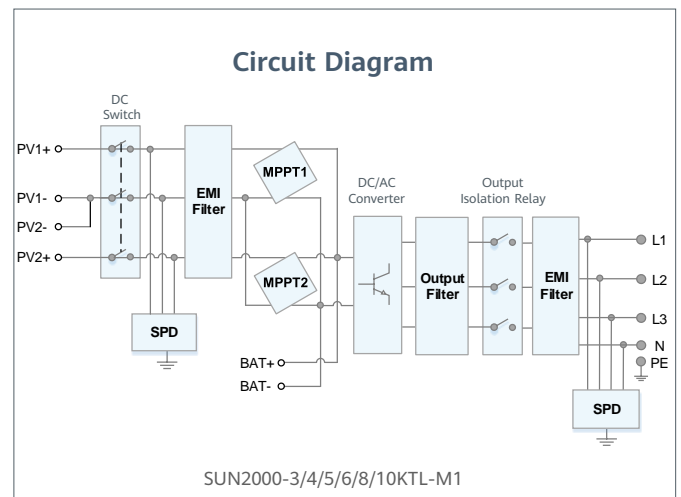 Circuit Diagram
DC
Switch
PV1+
PV1-
PV2-
PV2+
EMI
Filter
MPPT1
MPPT2
SPD
BAT+
BAT-
DC/AC
Converter
Output
Filter
Output
Isolation Relay
EMI
Filter
L1
L2
L3
N
PE
SPD
SUN2000-3/4/5/6/8/10KTL-M1